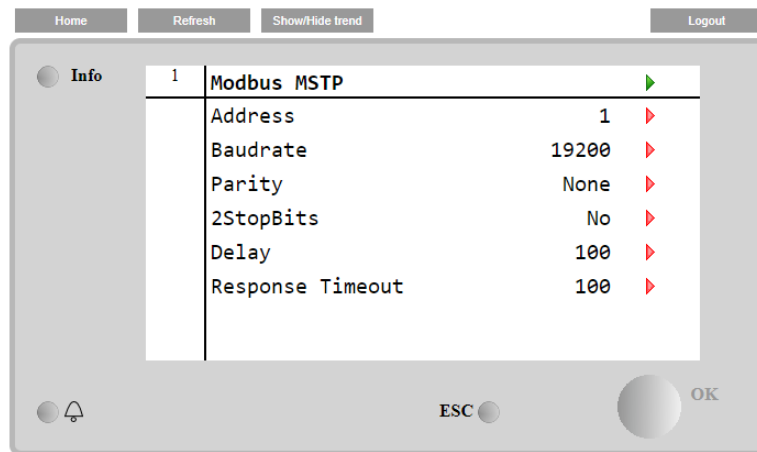 Home Refresh Show/Hide trend Logout
Info
1 Modbus MSTP
Address 1
Baudrate 19200
Parity None
2StopBits No
Delay 100
Response Timeout 100
ESC OK